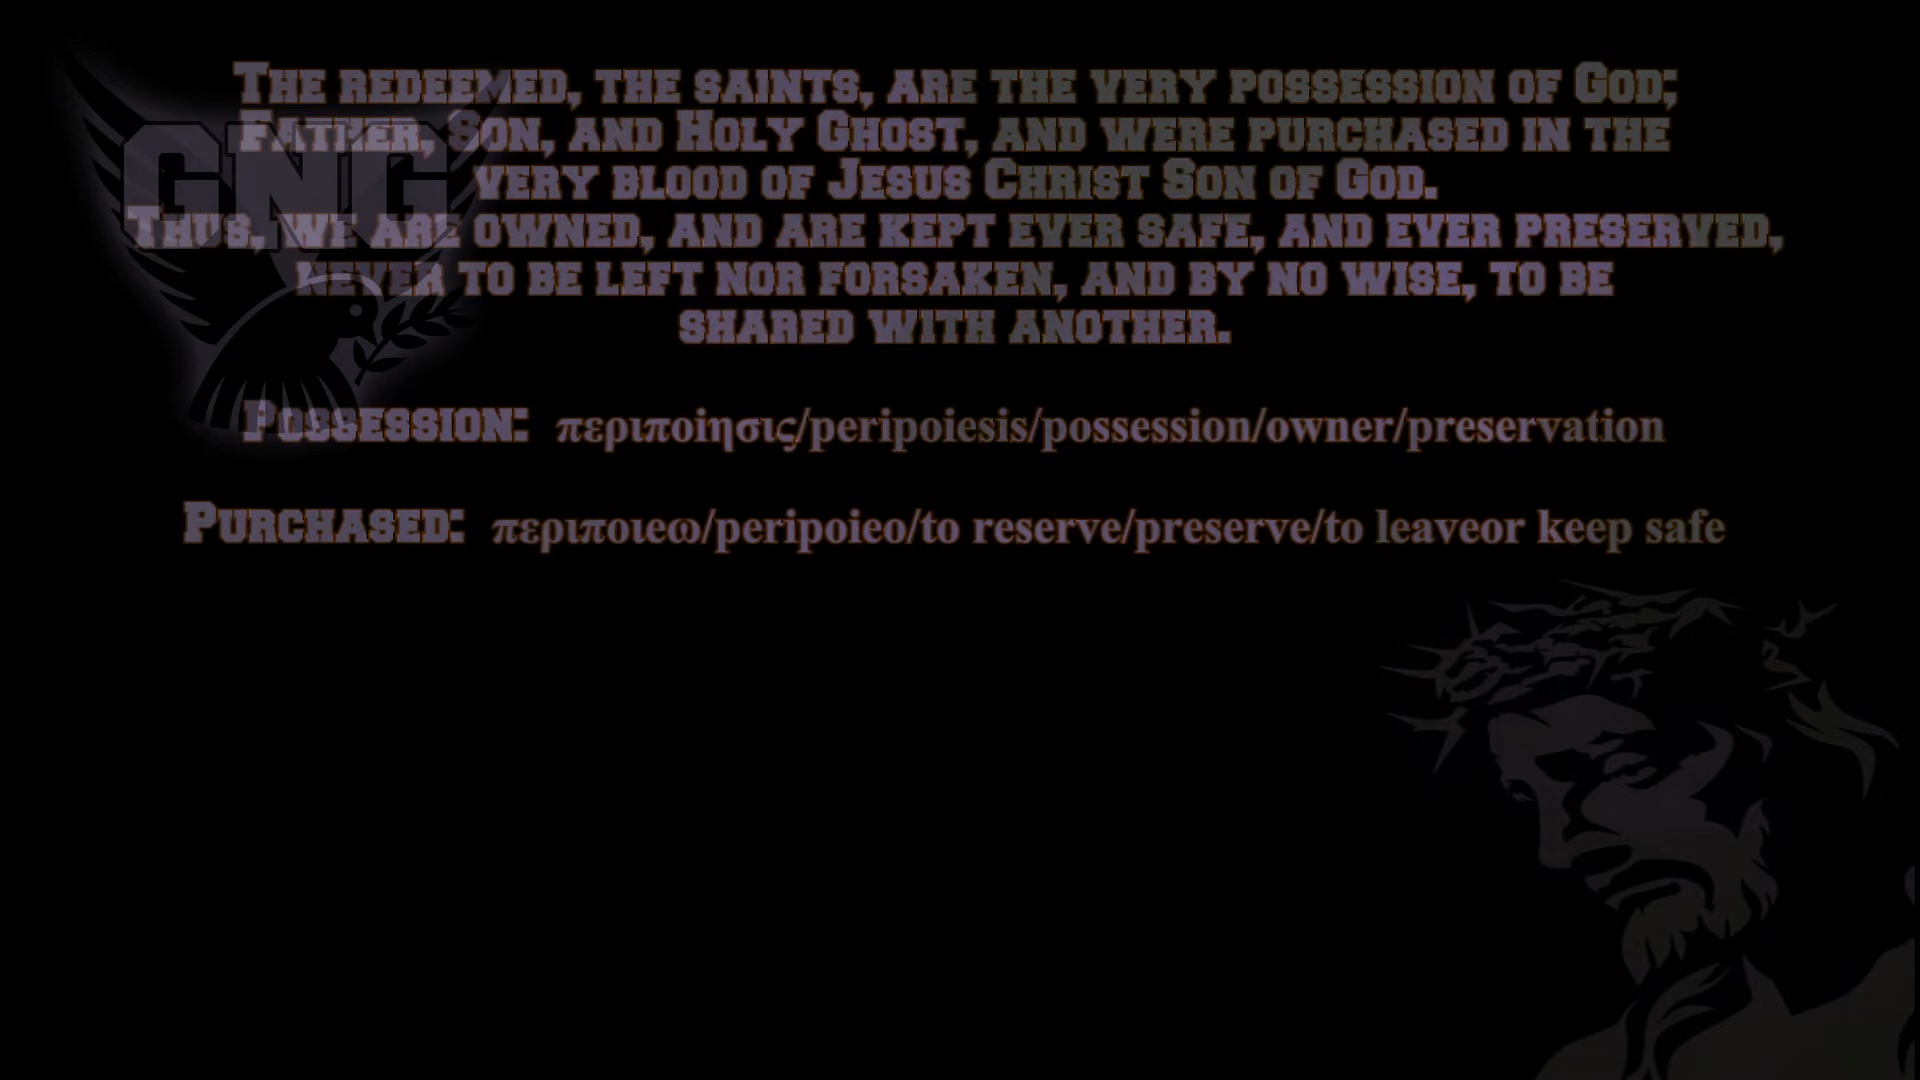 The redeemed, the saints, are the very possession of God;
Father, Son, and Holy Ghost, and were purchased in the
very blood of Jesus Christ Son of God.
Thus, we are owned, and are kept ever safe, and ever preserved,
never to be left nor forsaken, and by no wise, to be
shared with another.
Possession: περιποίησις/peripoiesis/possession/owner/preservation
Purchased: περιποιεω/peripoieo/to reserve/preserve/to leaveor keep safe
GNG